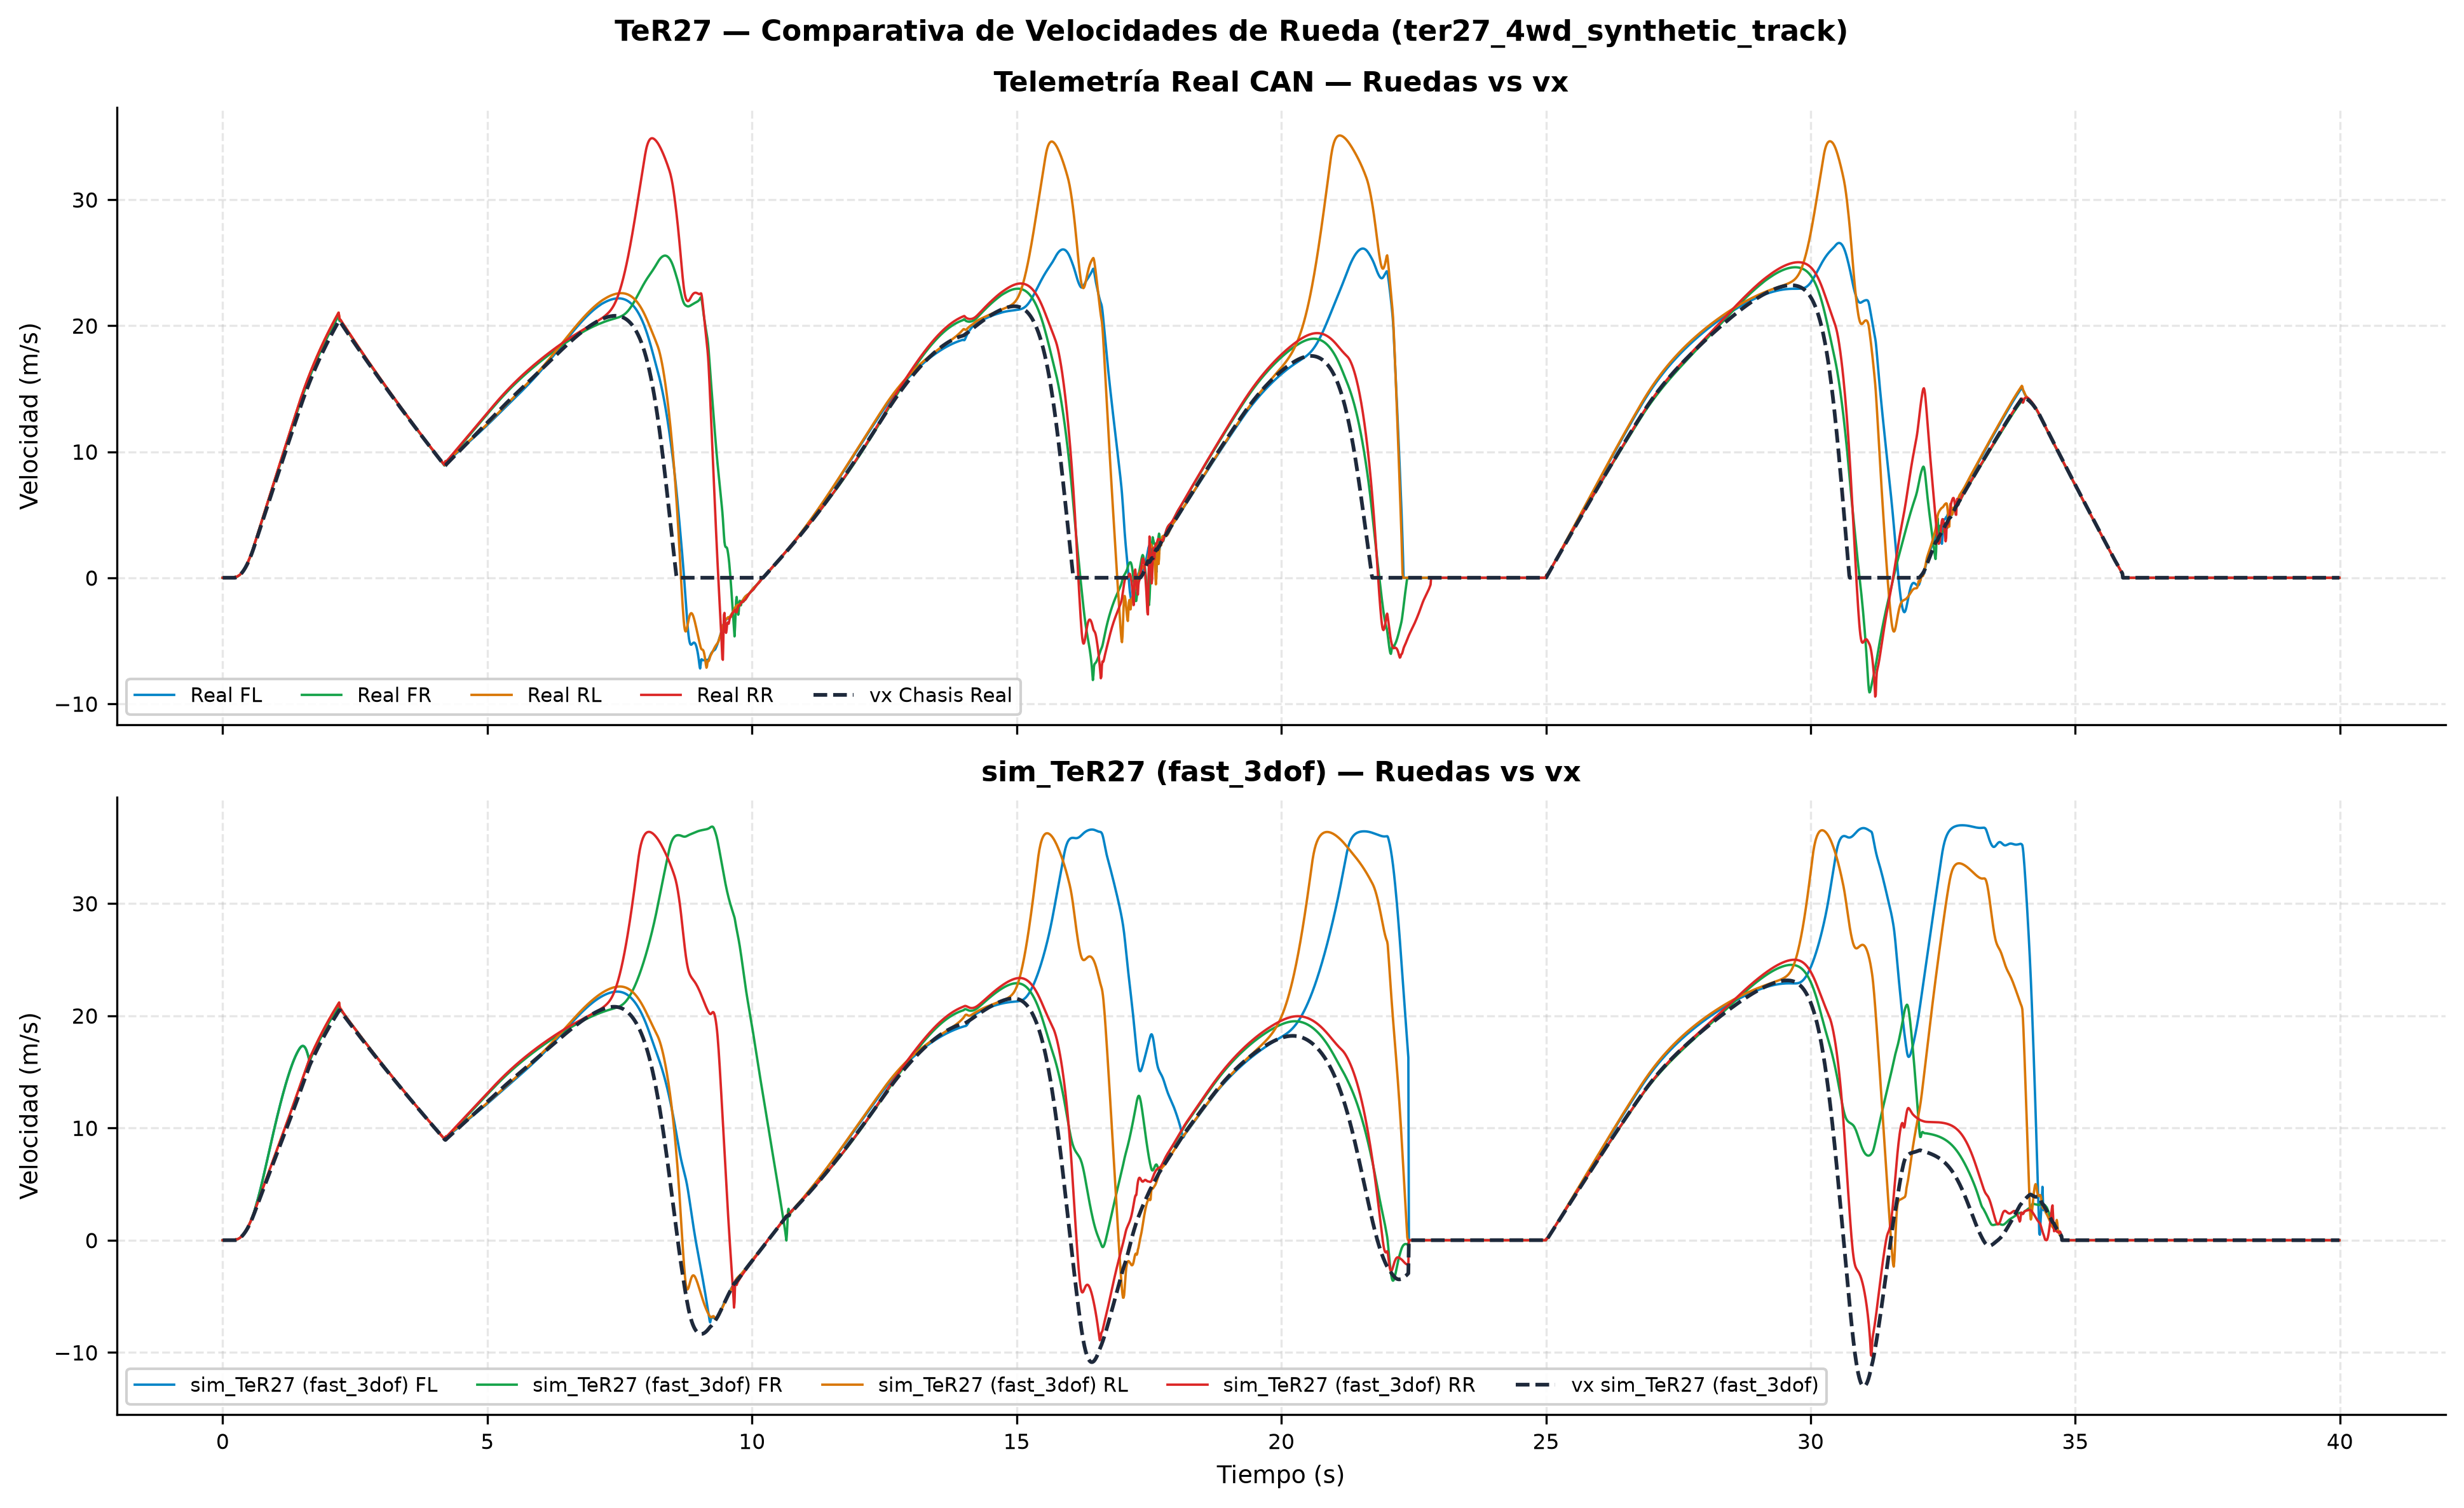 TeR27 — Comparativa de Velocidades de Rueda (ter27_4wd_synthetic_track)
Telemetría Real CAN — Ruedas vs vx
Velocidad (m/s)
30
20
10
0
−10
Real FL Real FR Real RL Real RR vx Chasis Real
sim_TeR27 (fast_3dof) — Ruedas vs vx
Velocidad (m/s)
30
20
10
0
−10
sim_TeR27 (fast_3dof) FL sim_TeR27 (fast_3dof) FR sim_TeR27 (fast_3dof) RL sim_TeR27 (fast_3dof) RR vx sim_TeR27 (fast_3dof)
0 5 10 15 20 25 30 35 40
Tiempo (s)